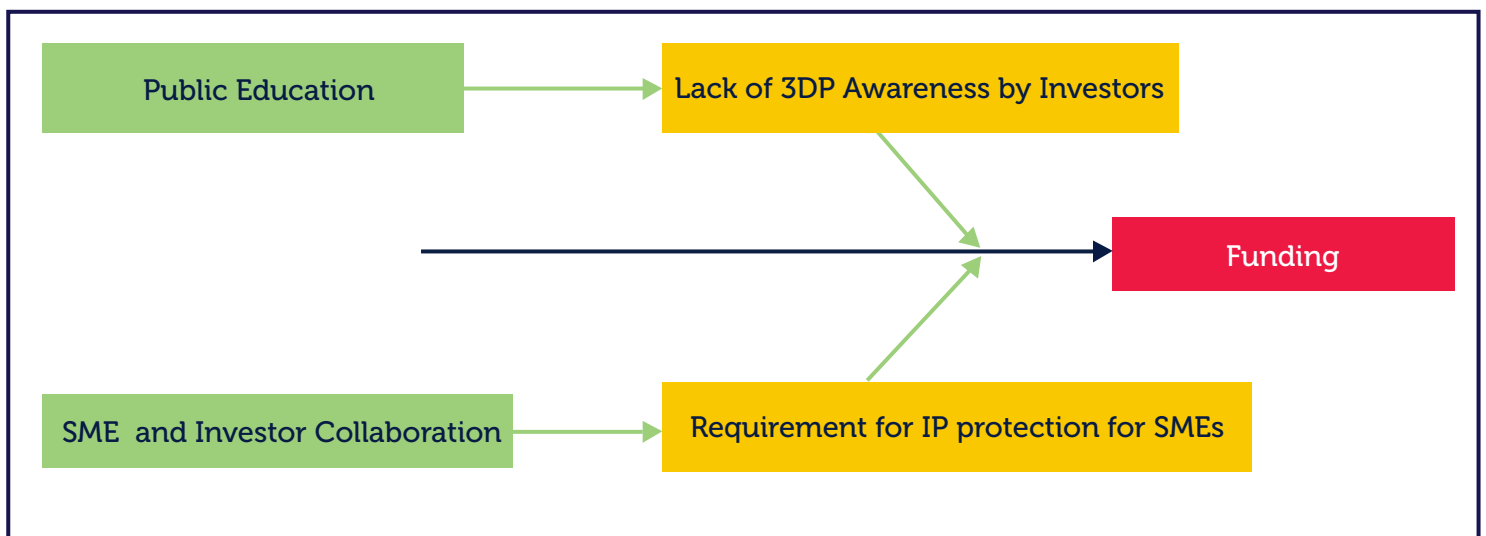 Public Education
Lack of 3DP Awareness by Investors
Funding
SME and Investor Collaboration
Requirement for IP protection for SMEs